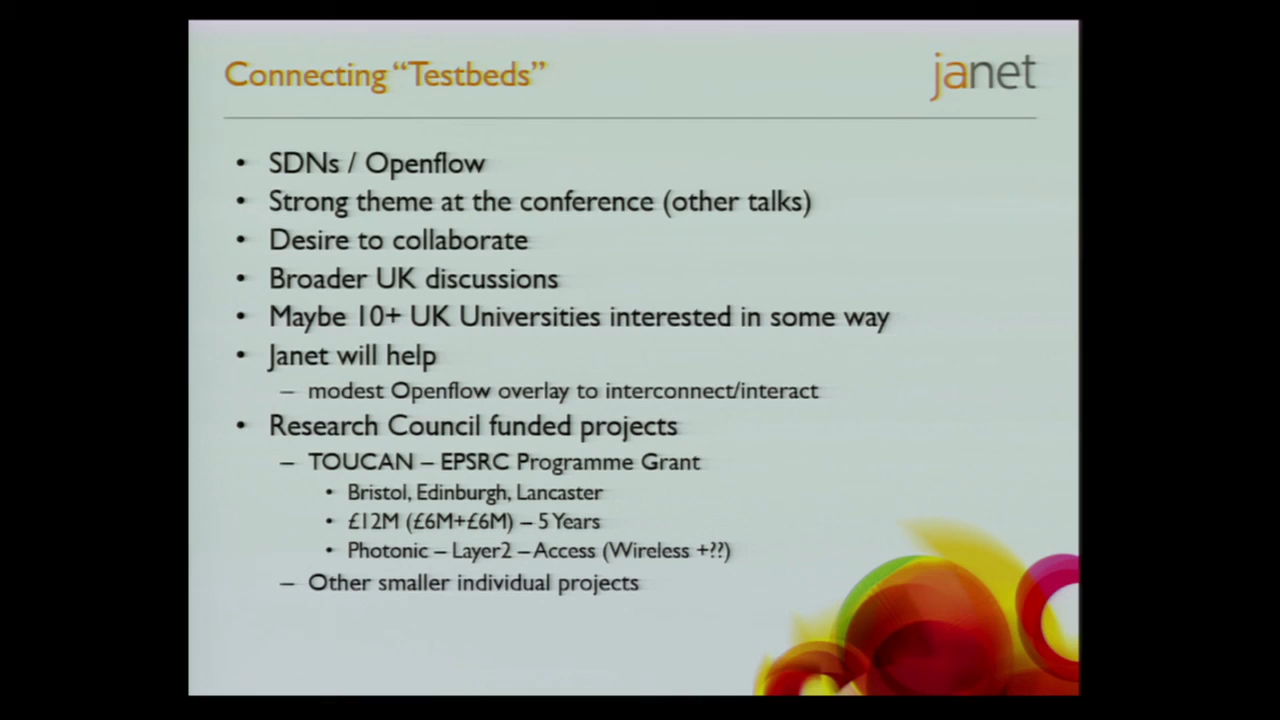 Connecting “Testbeds”
janet
• SDNs / Openflow
• Strong theme at the conference (other talks)
• Desire to collaborate
• Broader UK discussions
• Maybe 10+ UK Universities interested in some way
• Janet will help
– modest Openflow overlay to interconnect/interact
• Research Council funded projects
– TOUCAN – EPSRC Programme Grant
• Bristol, Edinburgh, Lancaster
• £12M (£6M+£6M) – 5 Years
• Photonic – Layer2 – Access (Wireless +??)
– Other smaller individual projects